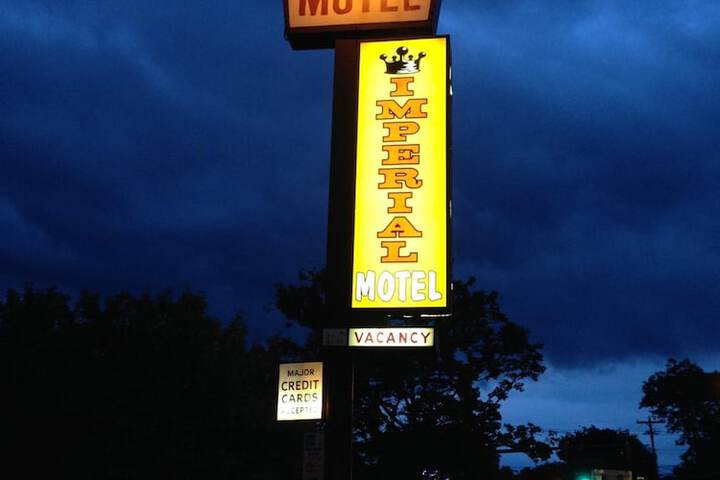 MOTEL
IMPERIAL
MOTEL
VACANCY
MAJOR
CREDIT
CARDS
ACCEPTED